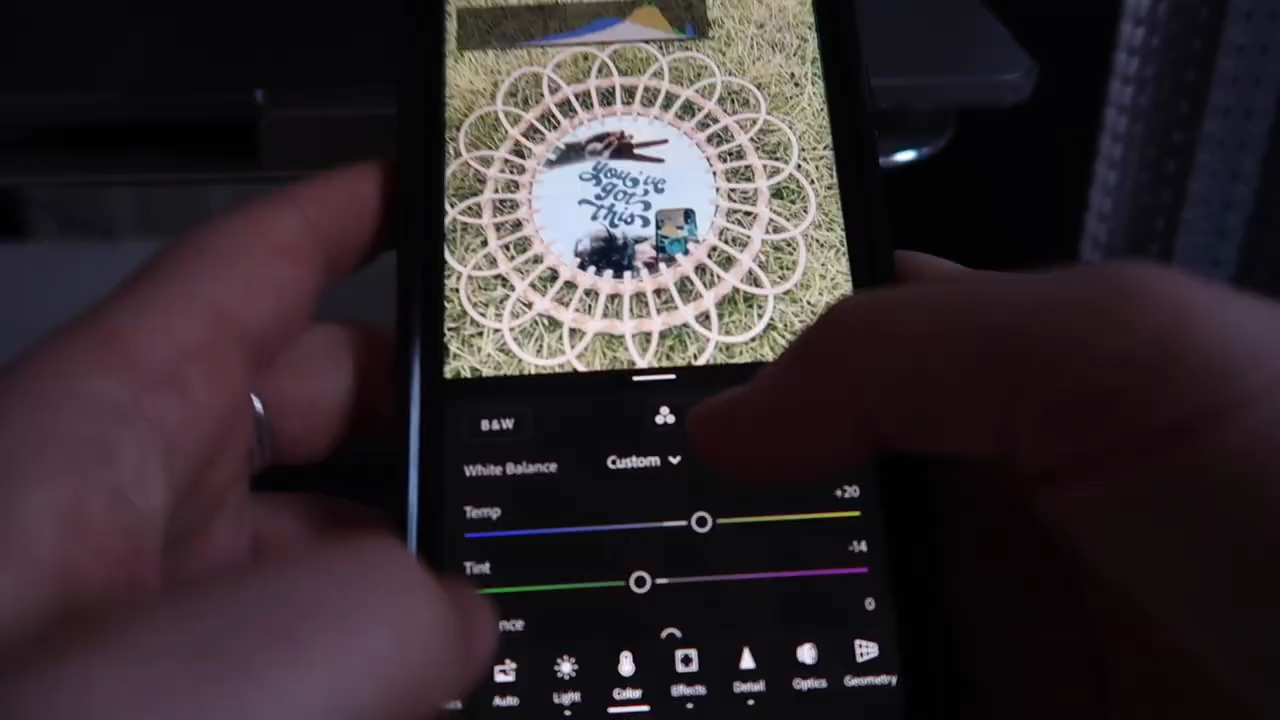 you've
got
this
B&W
White Balance
Custom
+20
Temp
-14
Tint
0
nce
Auto
Light
Color
Effects
Detail
Optics
Geometry